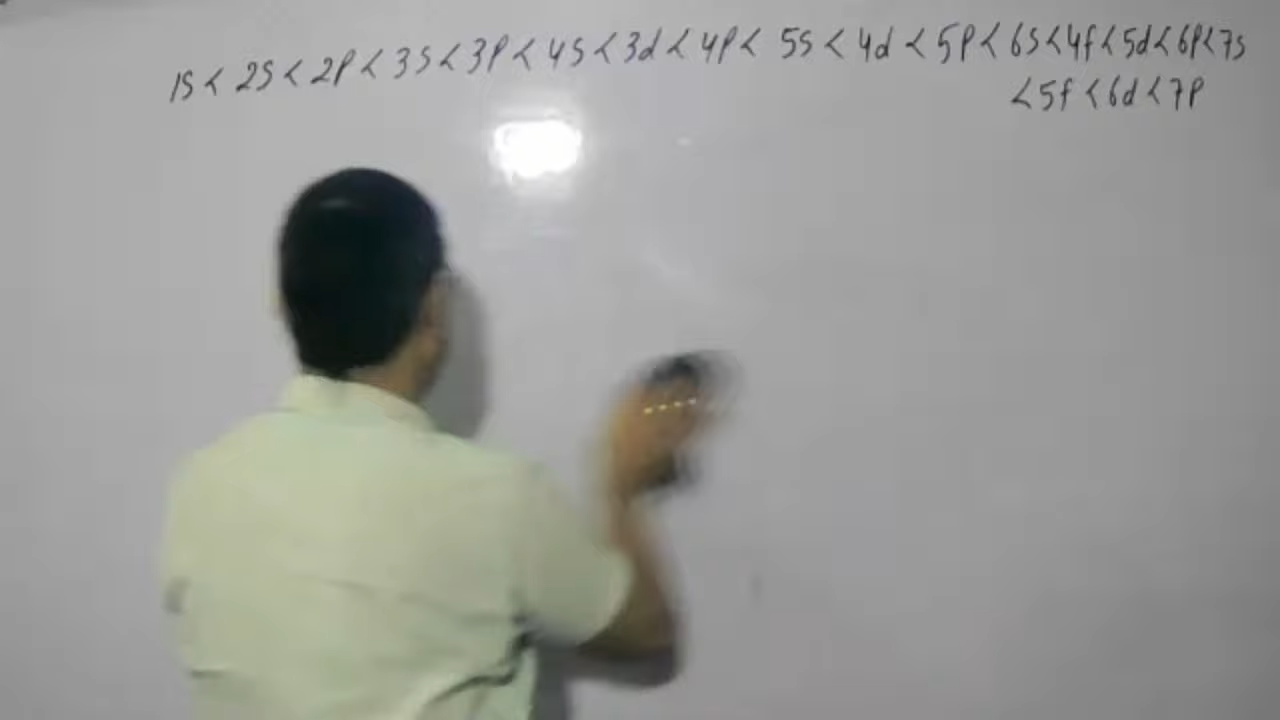 1s < 2s < 2p < 3s < 3p < 4s < 3d < 4p < 5s < 4d < 5p < 6s < 4f < 5d < 6p < 7s
< 5f < 6d < 7p